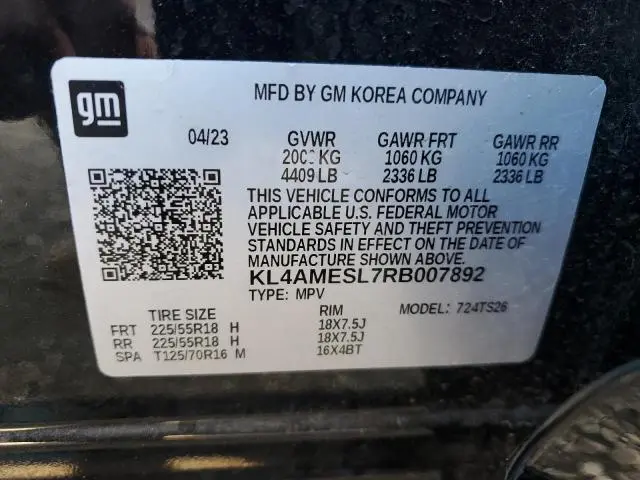 gm
MFD BY GM KOREA COMPANY
04/23 GVWR GAWR FRT GAWR RR
KG 1060 KG 1060 KG
4409 LB 2336 LB 2336 LB
THIS VEHICLE CONFORMS TO ALL
APPLICABLE U.S. FEDERAL MOTOR
VEHICLE SAFETY AND THEFT PREVENTION
STANDARDS IN EFFECT ON THE DATE OF
MANUFACTURE SHOWN ABOVE.
KL4AMESL7RB007892
TYPE: MPV MODEL: 724TS26
TIRE SIZE RIM
FRT 225/55R18 H 18X7.5J
RR 225/55R18 H 18X7.5J
SPA T125/70R16 M 16X4BT